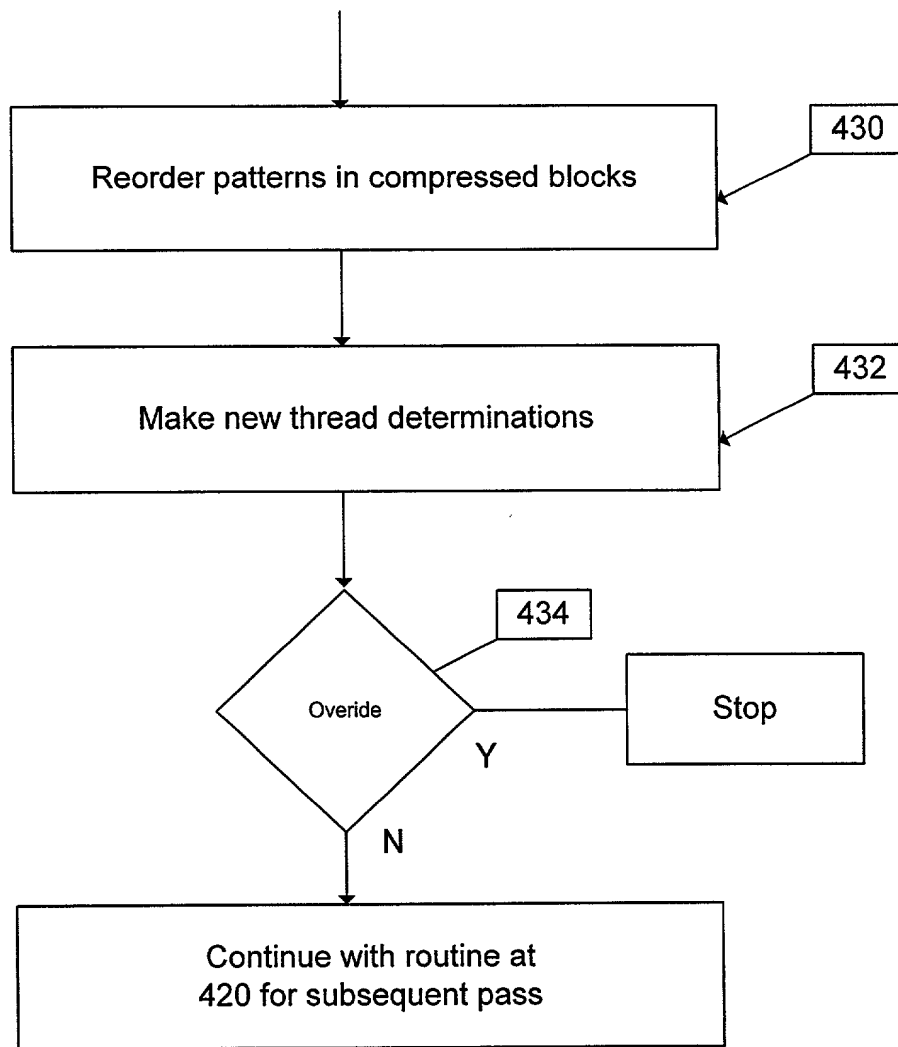 430
Reorder patterns in compressed blocks
432
Make new thread determinations
434
Overide
Stop
Y
N
Continue with routine at
420 for subsequent pass